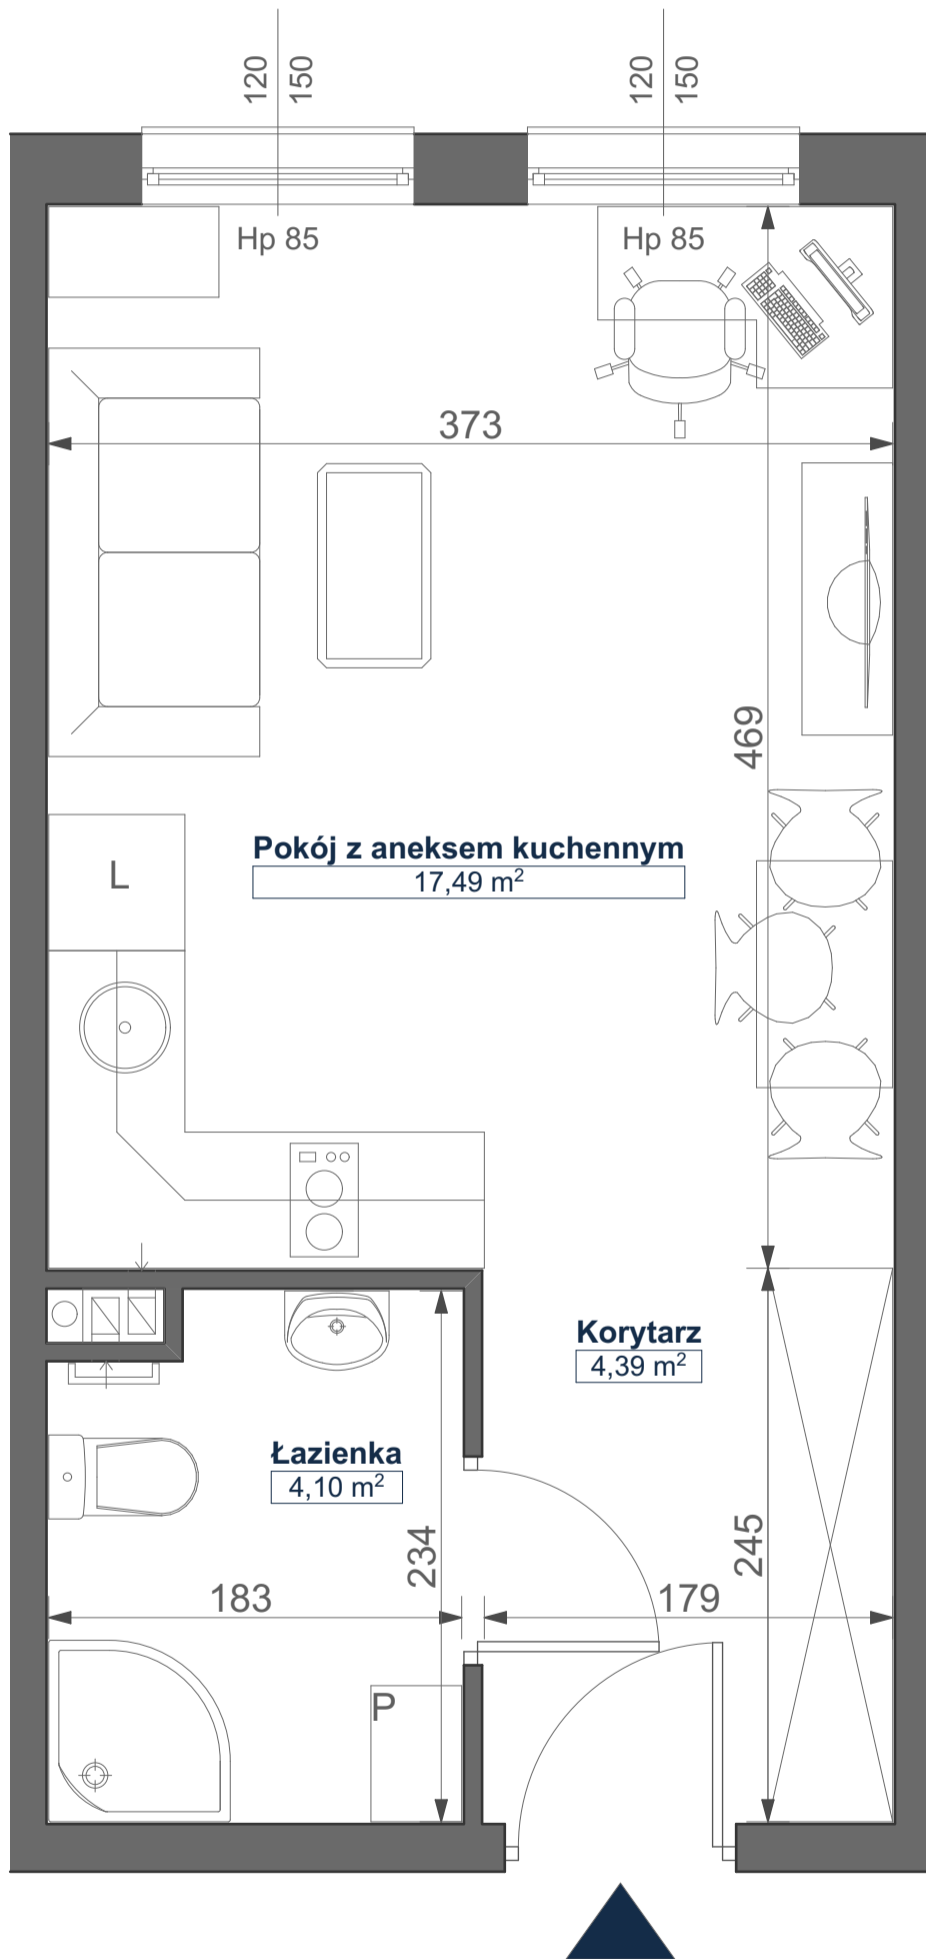 120
150
120
150
Hp 85
Hp 85
373
469
Pokój z aneksem kuchennym
17,49 m²
L
Korytarz
4,39 m²
Łazienka
4,10 m²
234
245
183
179
P